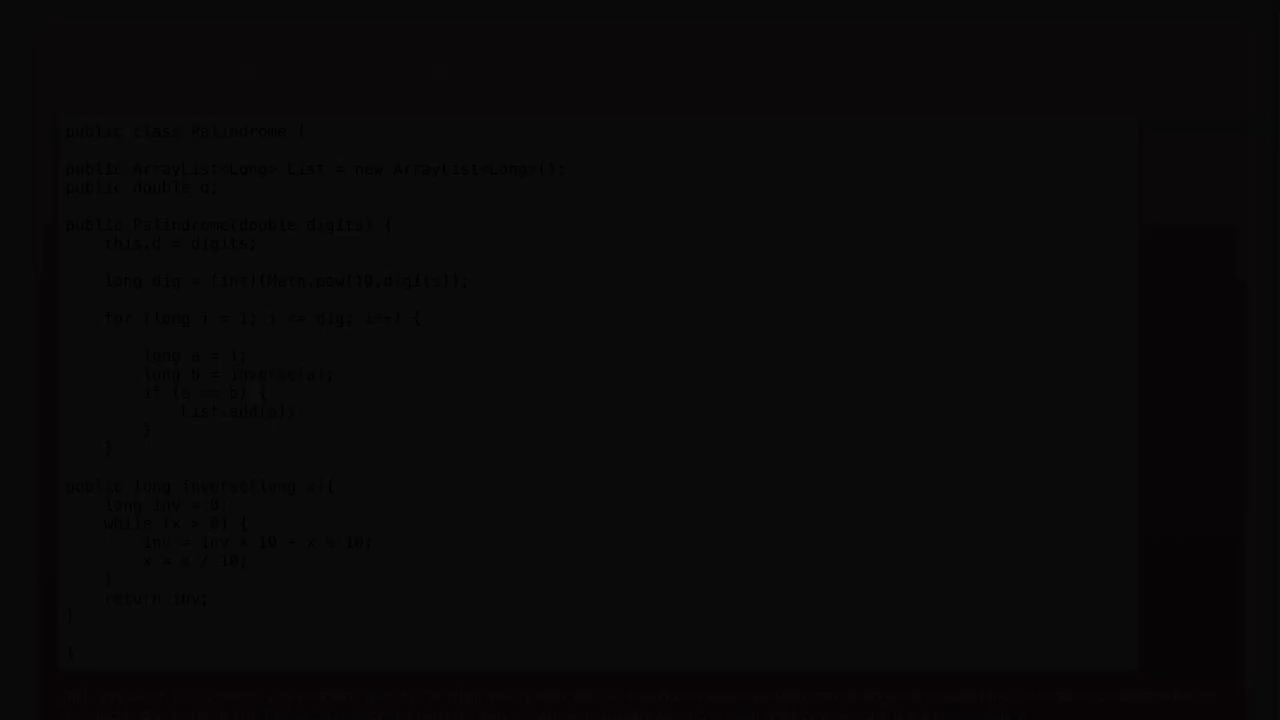 public class Palindrome {
public ArrayList<Long> List = new ArrayList<Long>();
public double d;
public Palindrome(double digits) {
this.d = digits;
long dig = (int)(Math.pow(10,digits));
for (long i = 1; i <= dig; i++) {
long a = i;
long b = inverse(a);
if (a == b) {
List.add(a);
}
}
public long inverse(long x){
long inv = 0;
while (x > 0) {
inv = inv * 10 + x % 10;
x = x / 10;
}
return inv;
}
}